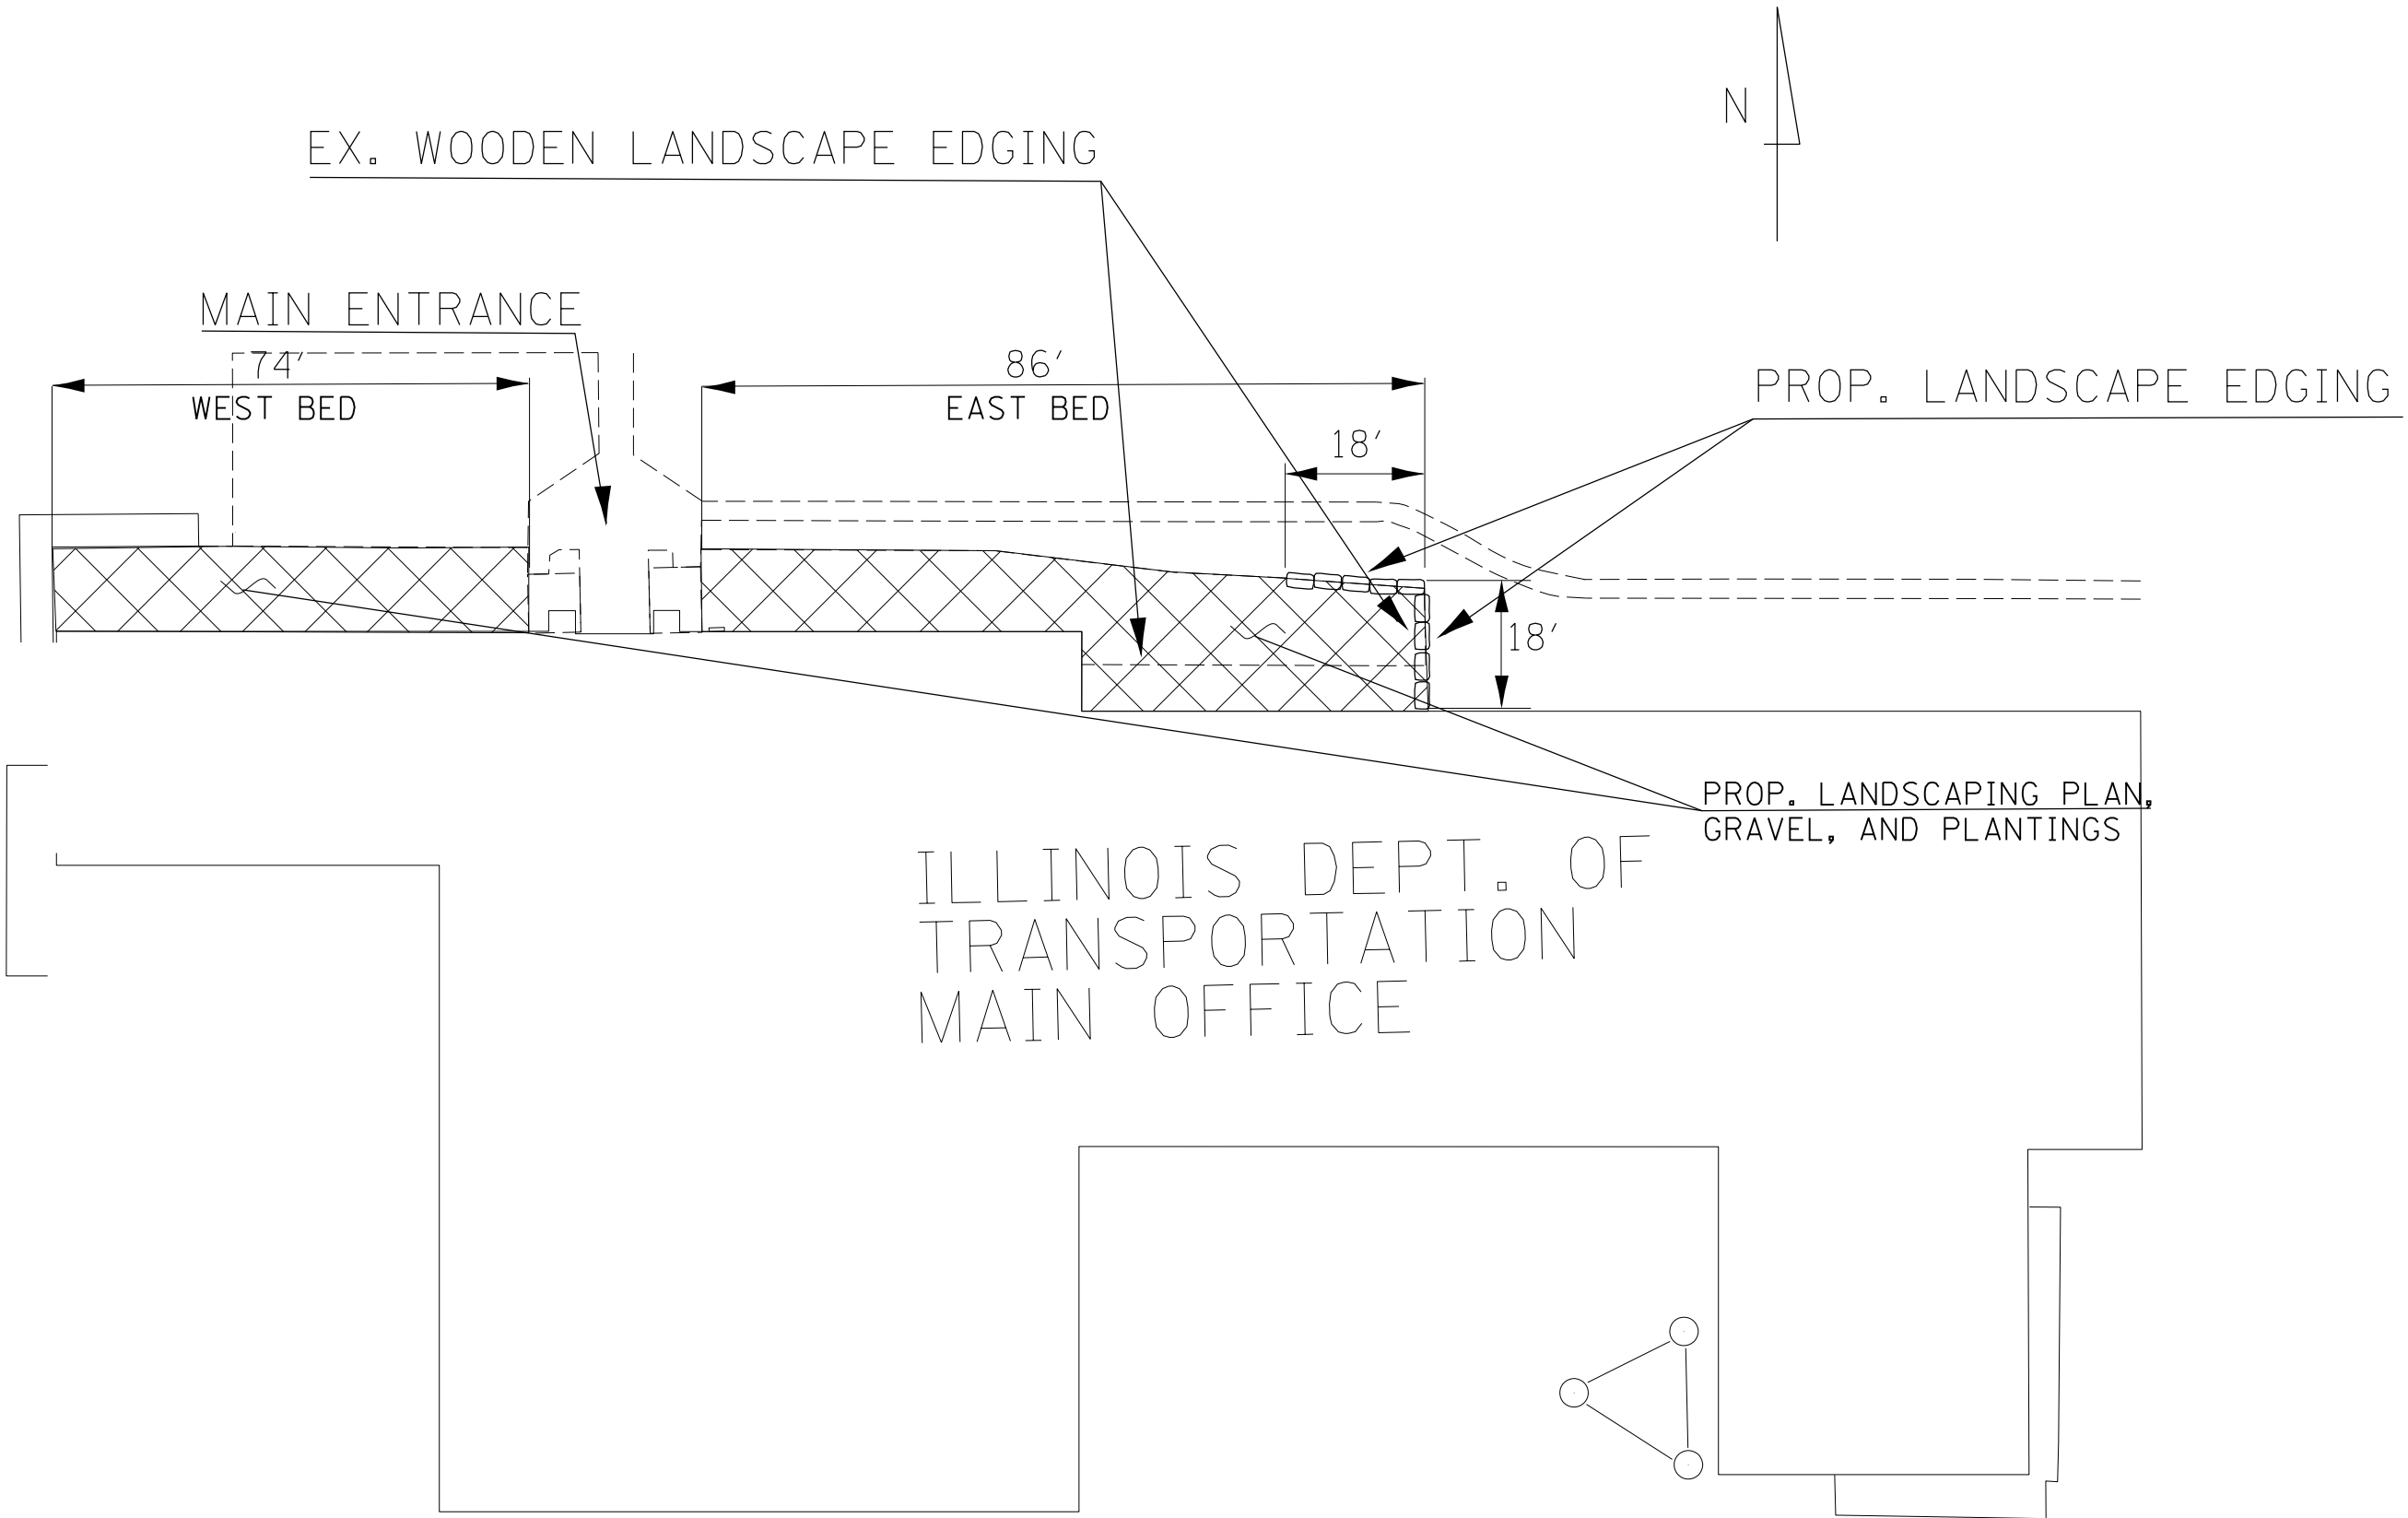 N
EX. WOODEN LANDSCAPE EDGING
MAIN ENTRANCE
74'
WEST BED
86'
EAST BED
PROP. LANDSCAPE EDGING
18'
18'
PROP. LANDSCAPING PLAN,
GRAVEL, AND PLANTINGS
ILLINOIS DEPT. OF
TRANSPORTATION
MAIN OFFICE